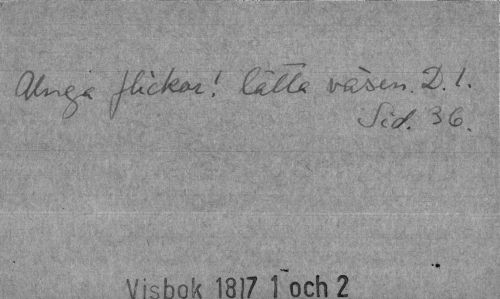 Unga flickor! lätta väsen. D. 1.
Sid. 36.
Visbok 1817 1 och 2